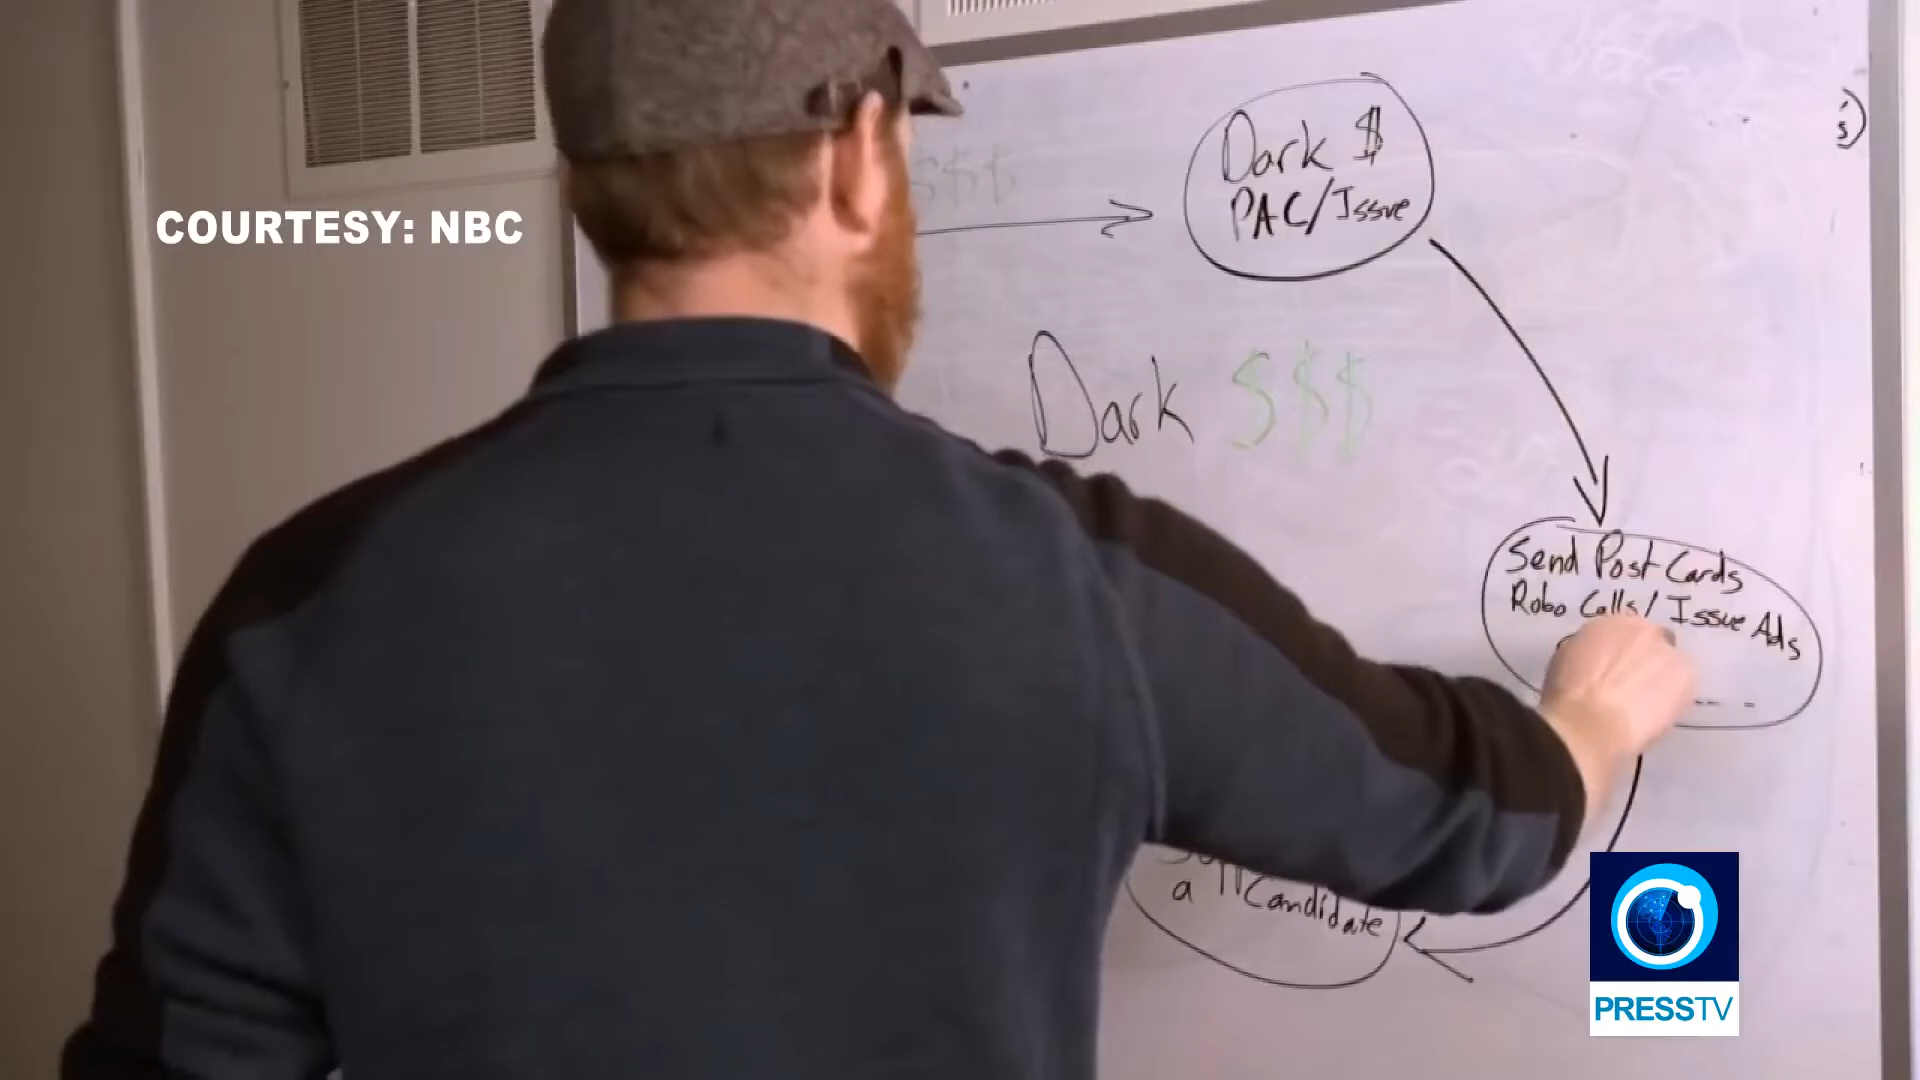 COURTESY: NBC
$$$
Dark $
PAC/Issue
Dark $$$
Send Post Cards
Robo Calls/Issue Ads
a Candidate
PRESSTV